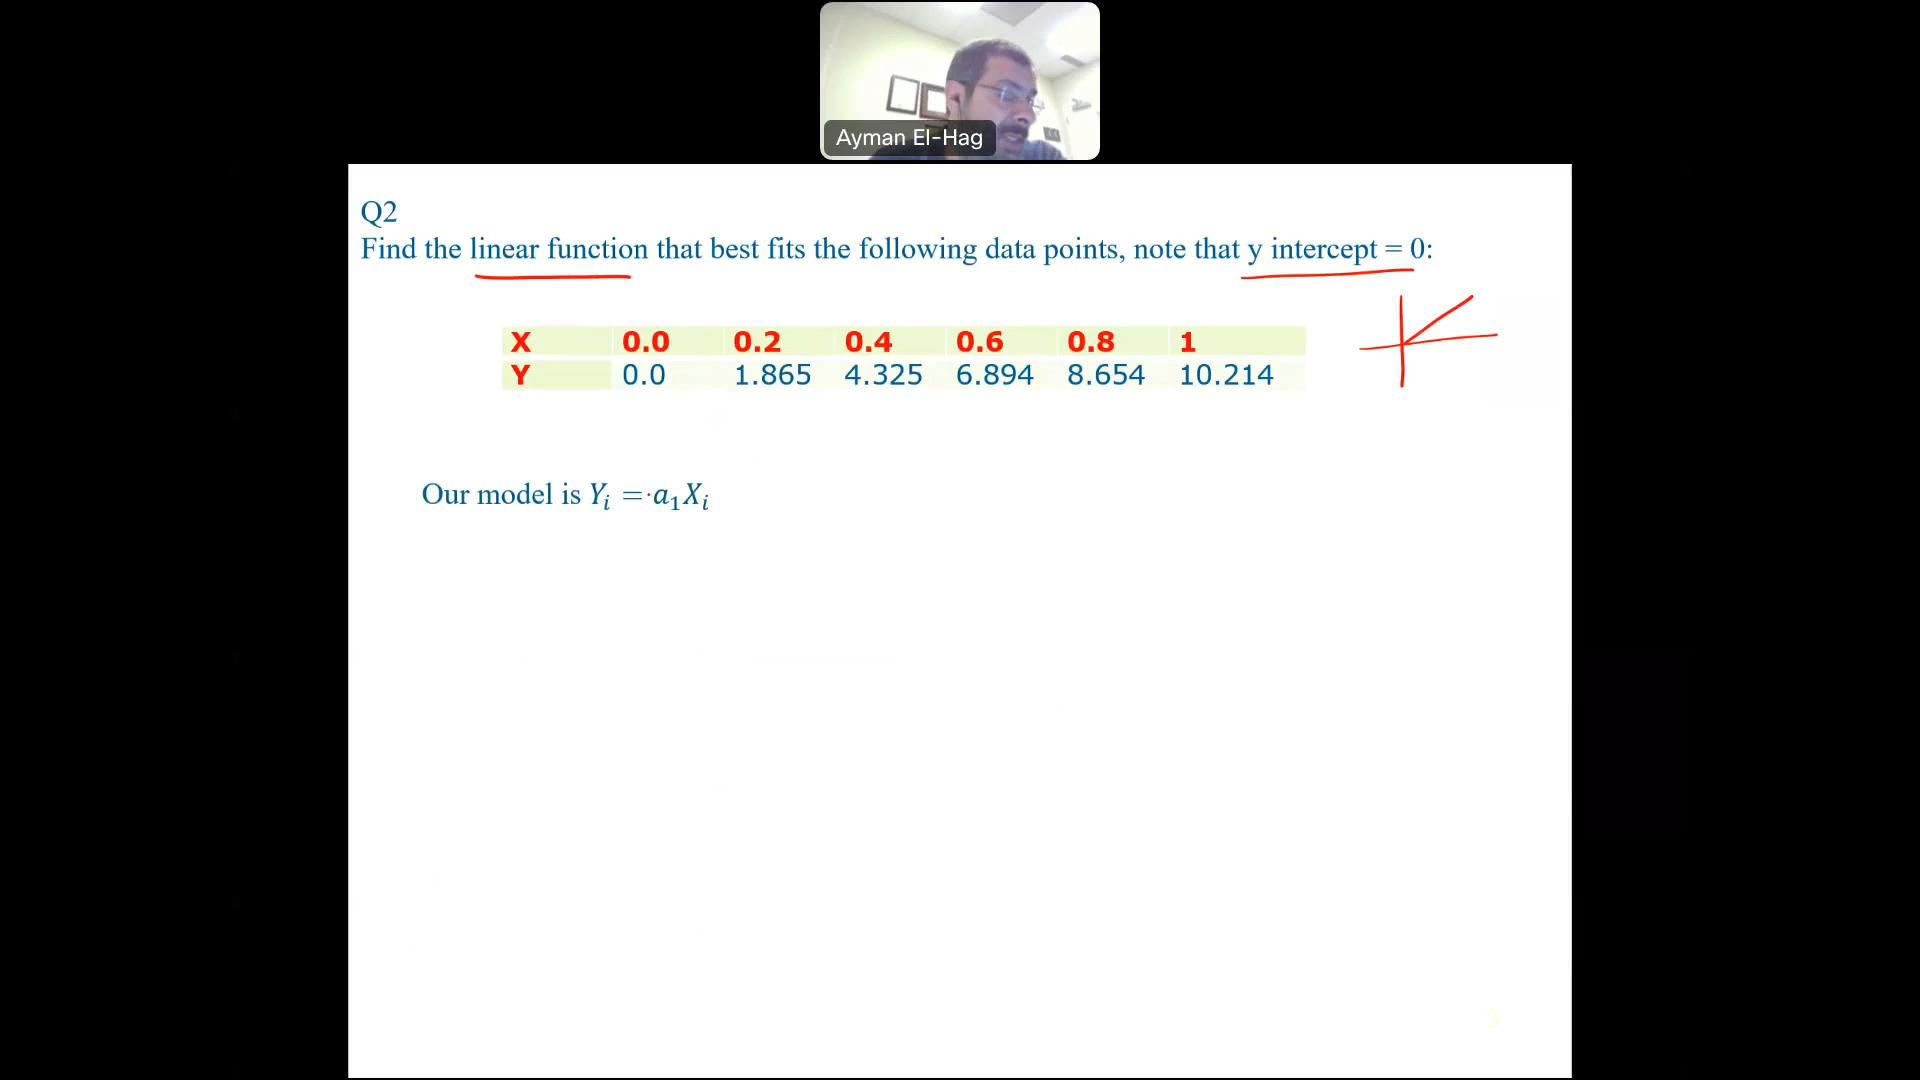 Ayman El-Hag
Q2
Find the linear function that best fits the following data points, note that y intercept = 0:
X 0.0 0.2 0.4 0.6 0.8 1
Y 0.0 1.865 4.325 6.894 8.654 10.214
Our model is Yᵢ = a₁Xᵢ
3